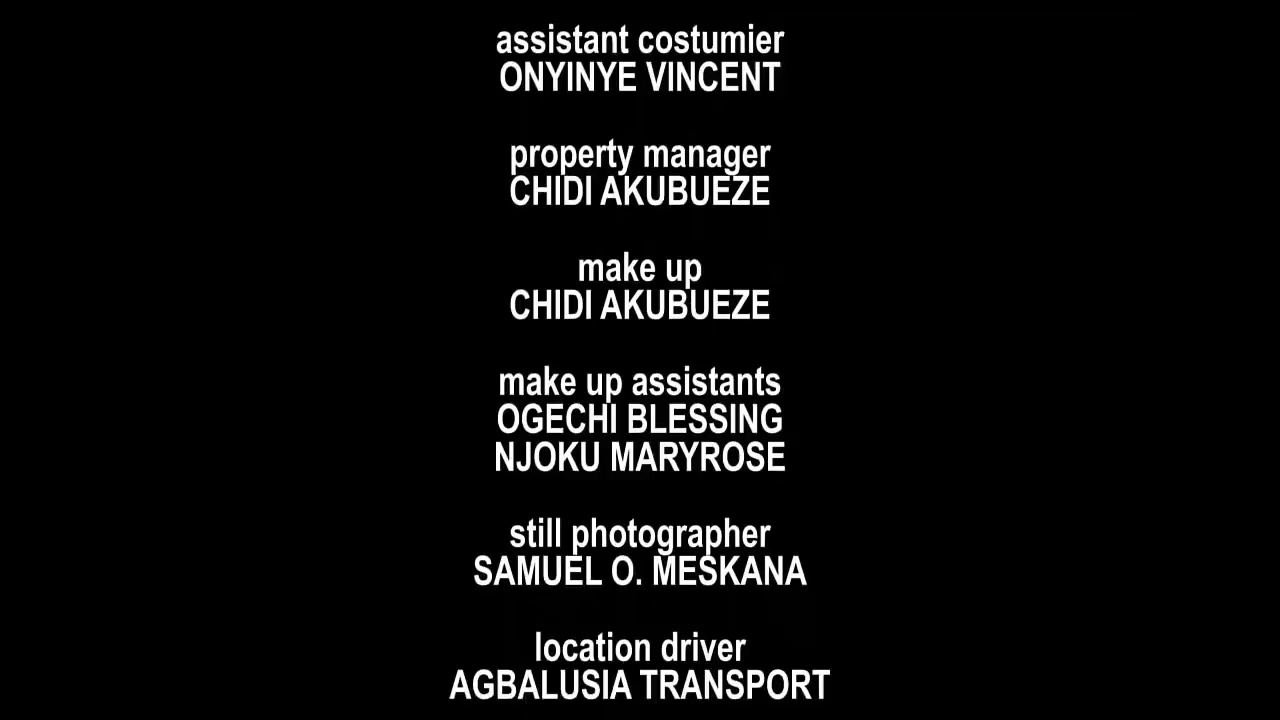 assistant costumier
ONYINYE VINCENT
property manager
CHIDI AKUBUEZE
make up
CHIDI AKUBUEZE
make up assistants
OGECHI BLESSING
NJOKU MARYROSE
still photographer
SAMUEL O. MESKANA
location driver
AGBALUSIA TRANSPORT